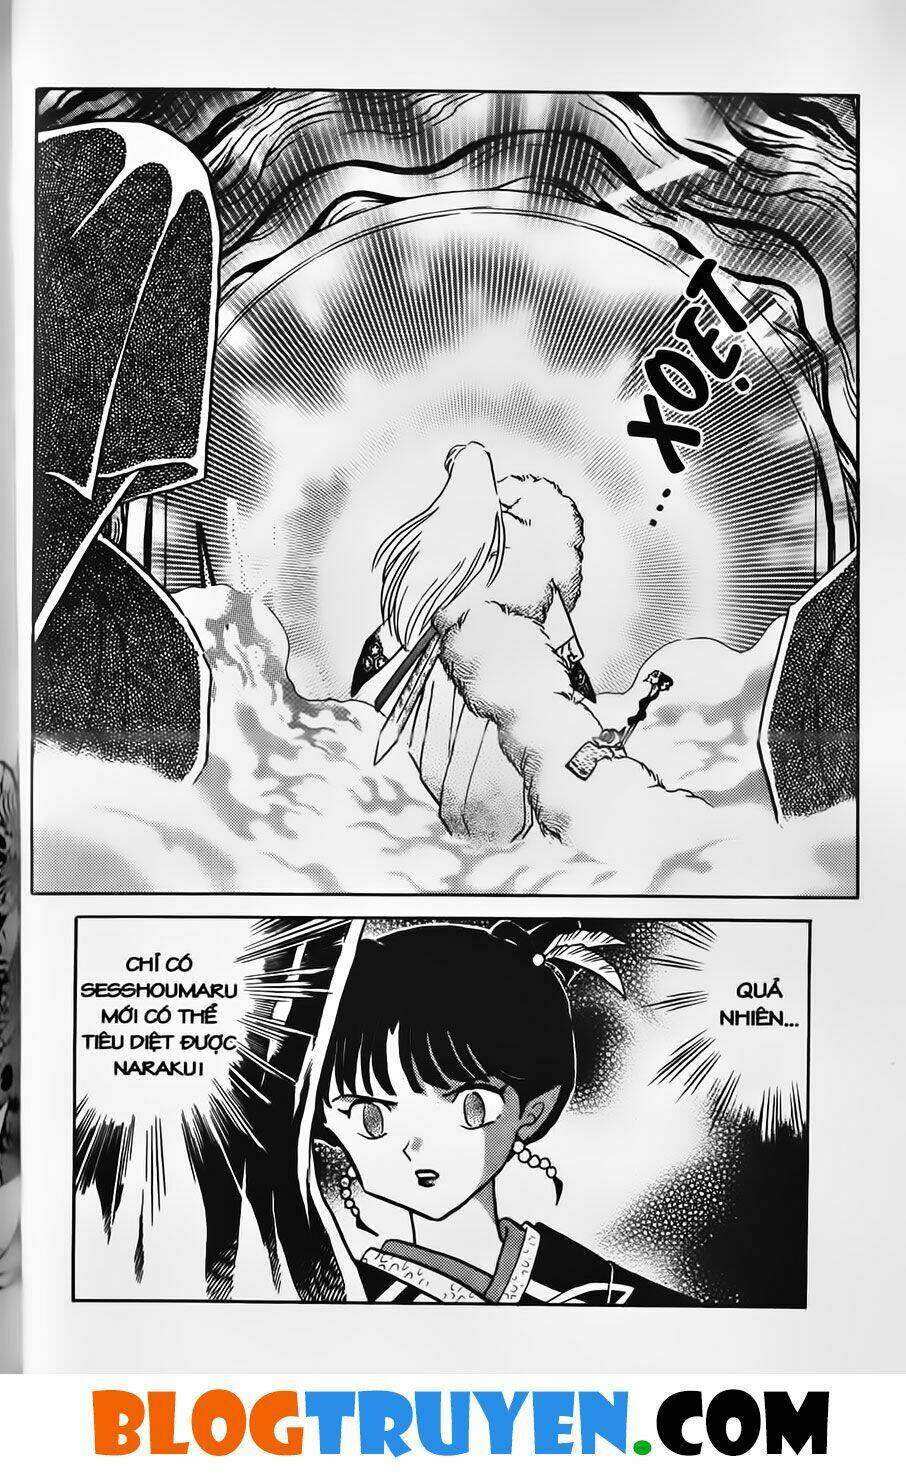 ... XOẸT
QUẢ
NHIÊN...
CHỈ CÓ
SESSHOUMARU
MỚI CÓ THỂ
TIÊU DIỆT ĐƯỢC
NARAKU!
BLOGTRUYEN.COM